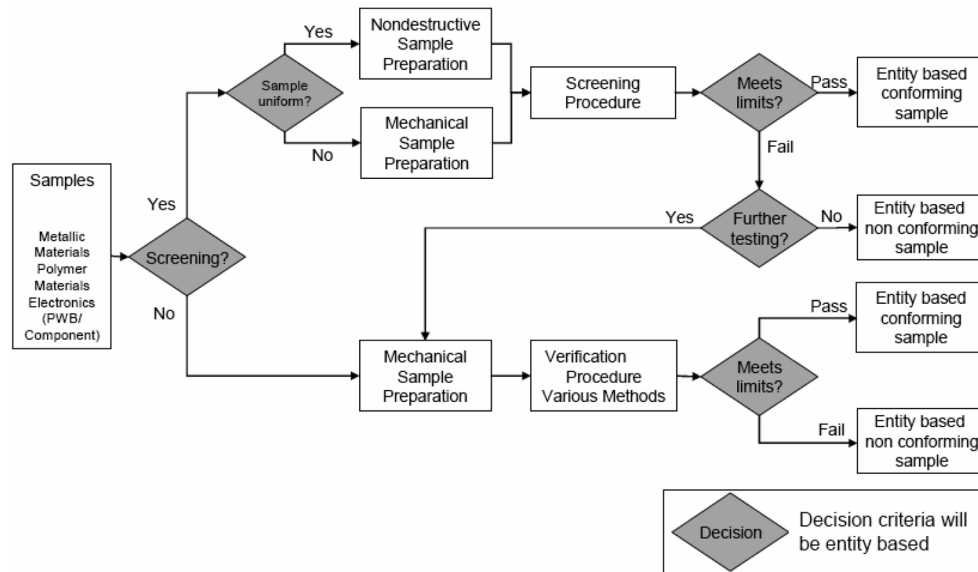 Samples
Metallic
Materials
Polymer
Materials
Electronics
(PWB/
Component)
Screening?
Yes
No
Sample
uniform?
Yes
No
Nondestructive
Sample
Preparation
Mechanical
Sample
Preparation
Screening
Procedure
Meets
limits?
Pass
Fail
Entity based
conforming
sample
Further
testing?
Yes
No
Entity based
non conforming
sample
Mechanical
Sample
Preparation
Verification
Procedure
Various Methods
Meets
limits?
Pass
Fail
Entity based
conforming
sample
Entity based
non conforming
sample
Decision
Decision criteria will
be entity based